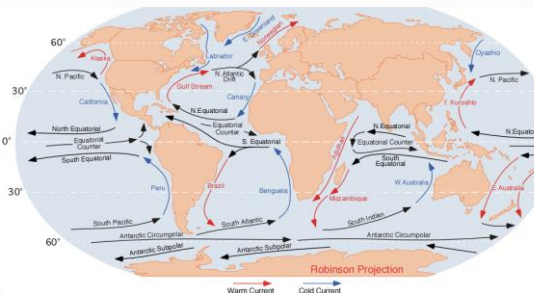 60°
30°
0°
30°
60°
Alaska
N. Pacific
California
North Equatorial
Equatorial
Counter
South Equatorial
Peru
South Pacific
Antarctic Circumpolar
Antarctic Subpolar
Labrador
E. Greenland
Norwegian
Gulf Stream
N. Atlantic
Drift
Canary
N. Equatorial
Equatorial
Counter
S. Equatorial
Brazil
Benguela
South Atlantic
Antarctic Subpolar
Agulhas
Mozambique
N. Equatorial
Equatorial Counter
South
Equatorial
W. Australia
South Indian
Antarctic Circumpolar
Oyashio
N. Pacific
Kuroshio
N. Equato
E. Australia
Robinson Projection
Warm Current
Cold Current